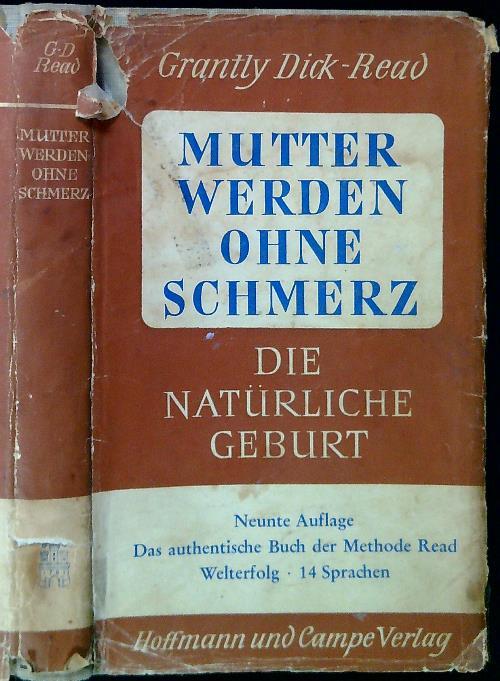 G-D
Read
MUTTER
WERDEN
OHNE
SCHMERZ
Grantly Dick-Read
MUTTER
WERDEN
OHNE
SCHMERZ
DIE
NATÜRLICHE
GEBURT
Neunte Auflage
Das authentische Buch der Methode Read
Welterfolg · 14 Sprachen
Hoffmann und Campe Verlag